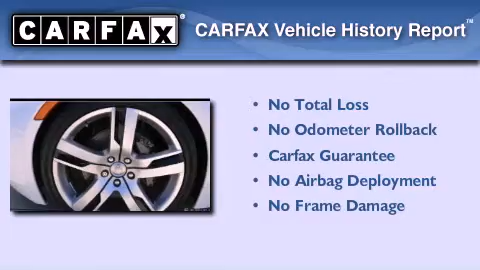 CARFAX®
CARFAX Vehicle History Report™
• No Total Loss
• No Odometer Rollback
• Carfax Guarantee
• No Airbag Deployment
• No Frame Damage